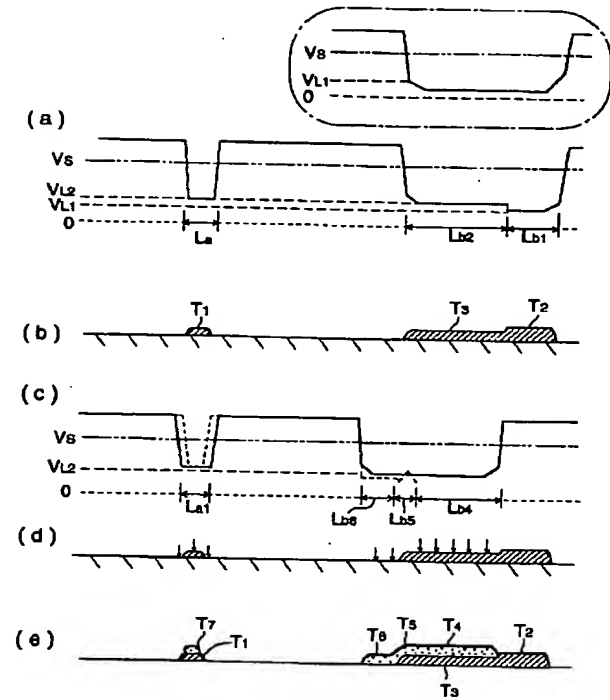 VS
VL1
0
(a)
VS
VL2
VL1
0
La
Lb2
Lb1
(b)
T1
T3
T2
(c)
VS
VL2
0
La1
Lb6
Lb5
Lb4
(d)
(e)
T7
T1
T6
T5
T4
T2
T3